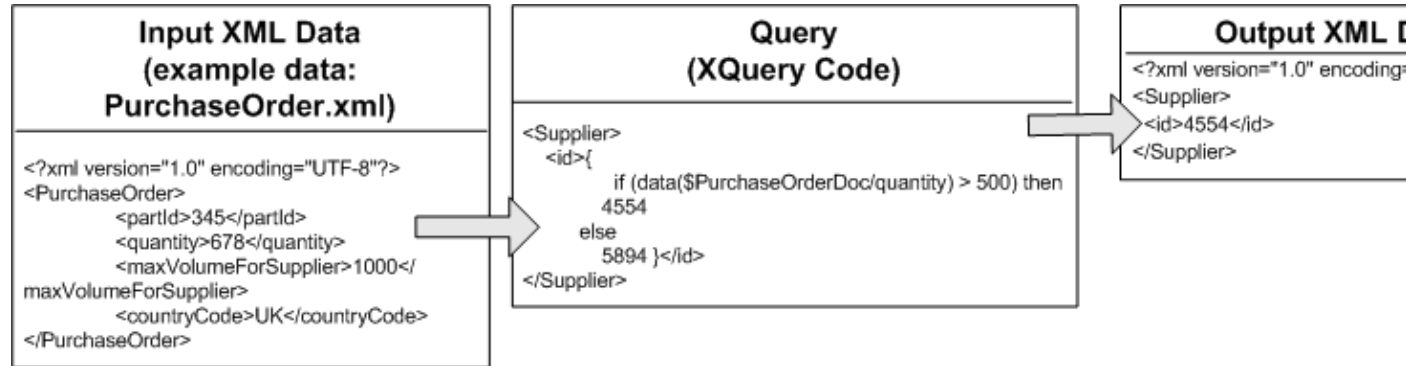 Input XML Data
(example data:
PurchaseOrder.xml)
<?xml version="1.0" encoding="UTF-8"?>
<PurchaseOrder>
<partId>345</partId>
<quantity>678</quantity>
<maxVolumeForSupplier>1000</
maxVolumeForSupplier>
<countryCode>UK</countryCode>
</PurchaseOrder>
Query
(XQuery Code)
<Supplier>
<id>{
if (data($PurchaseOrderDoc/quantity) > 500) then
4554
else
5894 }</id>
</Supplier>
Output XML
<?xml version="1.0" encoding=
<Supplier>
<id>4554</id>
</Supplier>